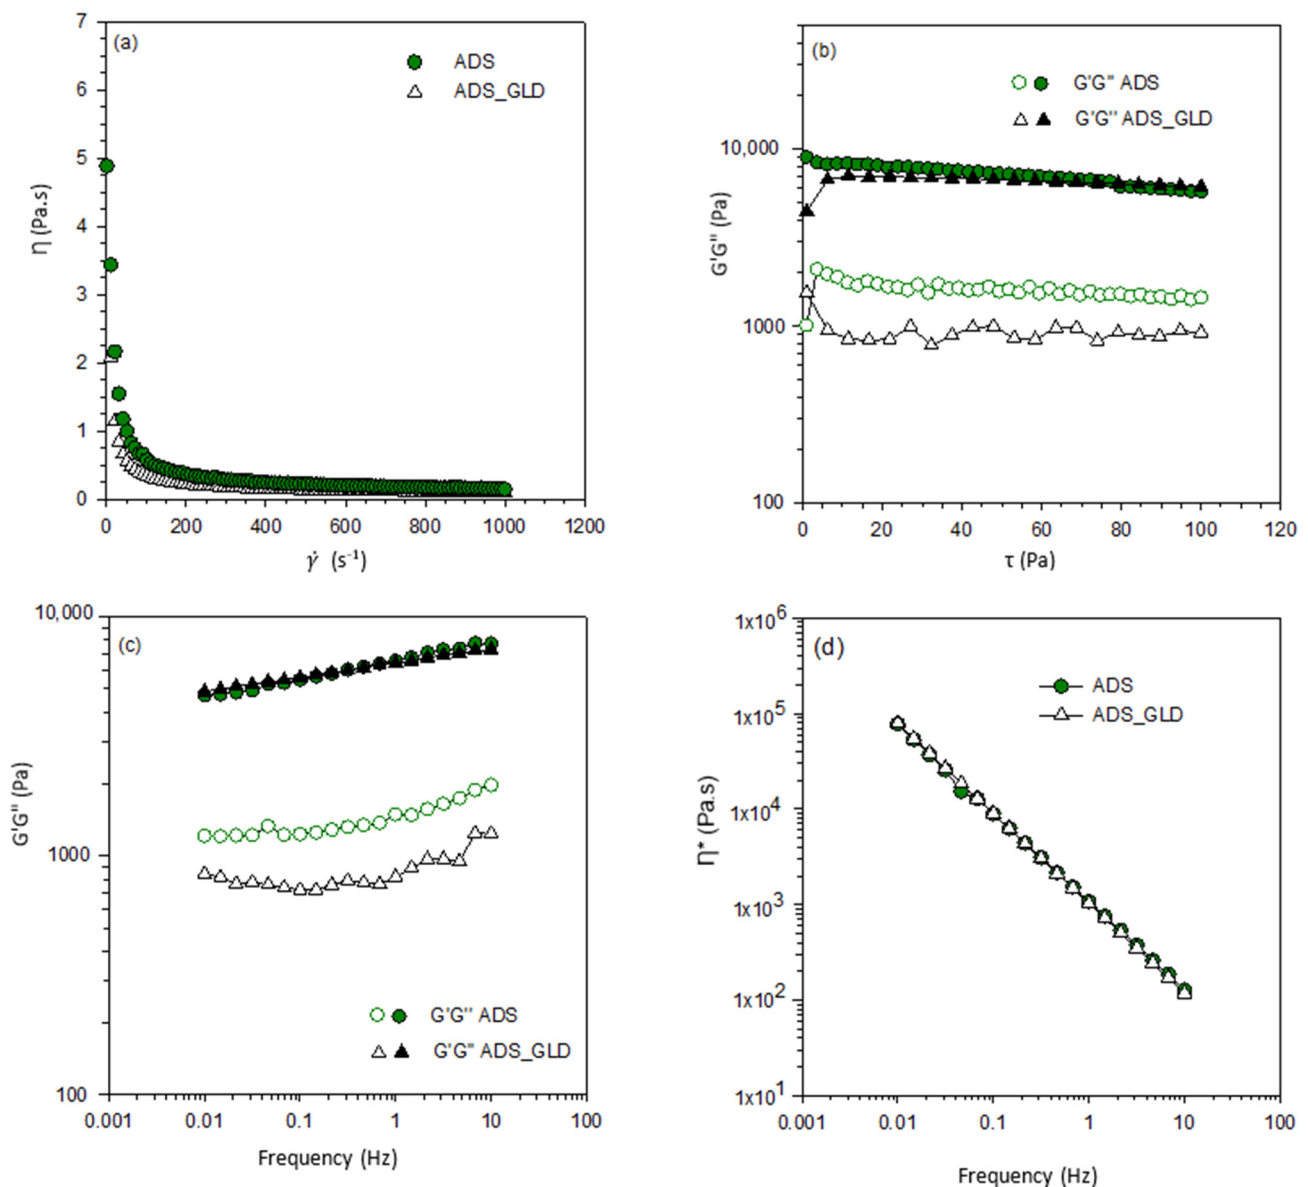 (a)
ADS
ADS_GLD
7
6
5
4
3
2
1
0
η (Pa.s)
0 200 400 600 800 1000 1200
γ̇ (s⁻¹)
(b)
G'G'' ADS
G'G'' ADS_GLD
10,000
1000
100
G'G'' (Pa)
0 20 40 60 80 100 120
τ (Pa)
(c)
10,000
1000
100
G'G'' (Pa)
G'G'' ADS
G'G'' ADS_GLD
0.001 0.01 0.1 1 10 100
Frequency (Hz)
(d)
ADS
ADS_GLD
1x10⁶
1x10⁵
1x10⁴
1x10³
1x10²
1x10¹
η* (Pa.s)
0.001 0.01 0.1 1 10 100
Frequency (Hz)